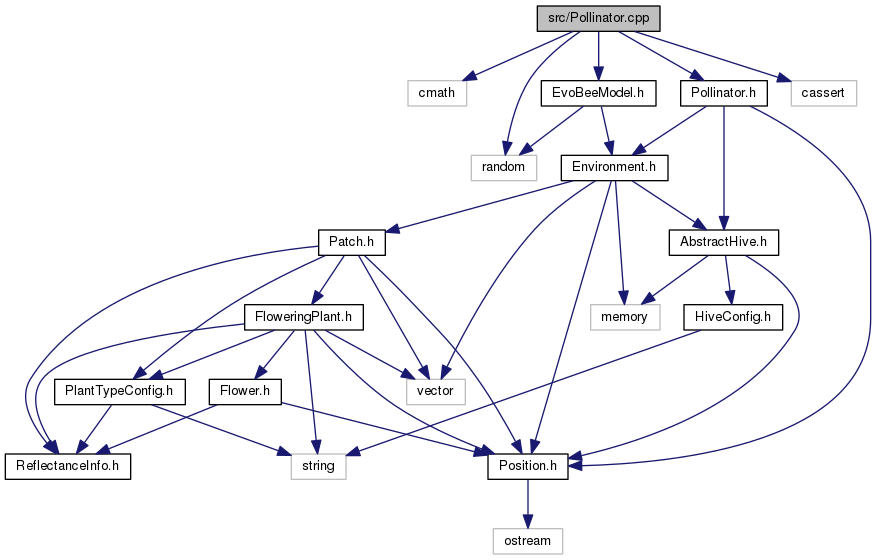 src/Pollinator.cpp
cmath
EvoBeeModel.h
Pollinator.h
cassert
random
Environment.h
Patch.h
AbstractHive.h
FloweringPlant.h
memory
HiveConfig.h
PlantTypeConfig.h
Flower.h
vector
ReflectanceInfo.h
string
Position.h
ostream